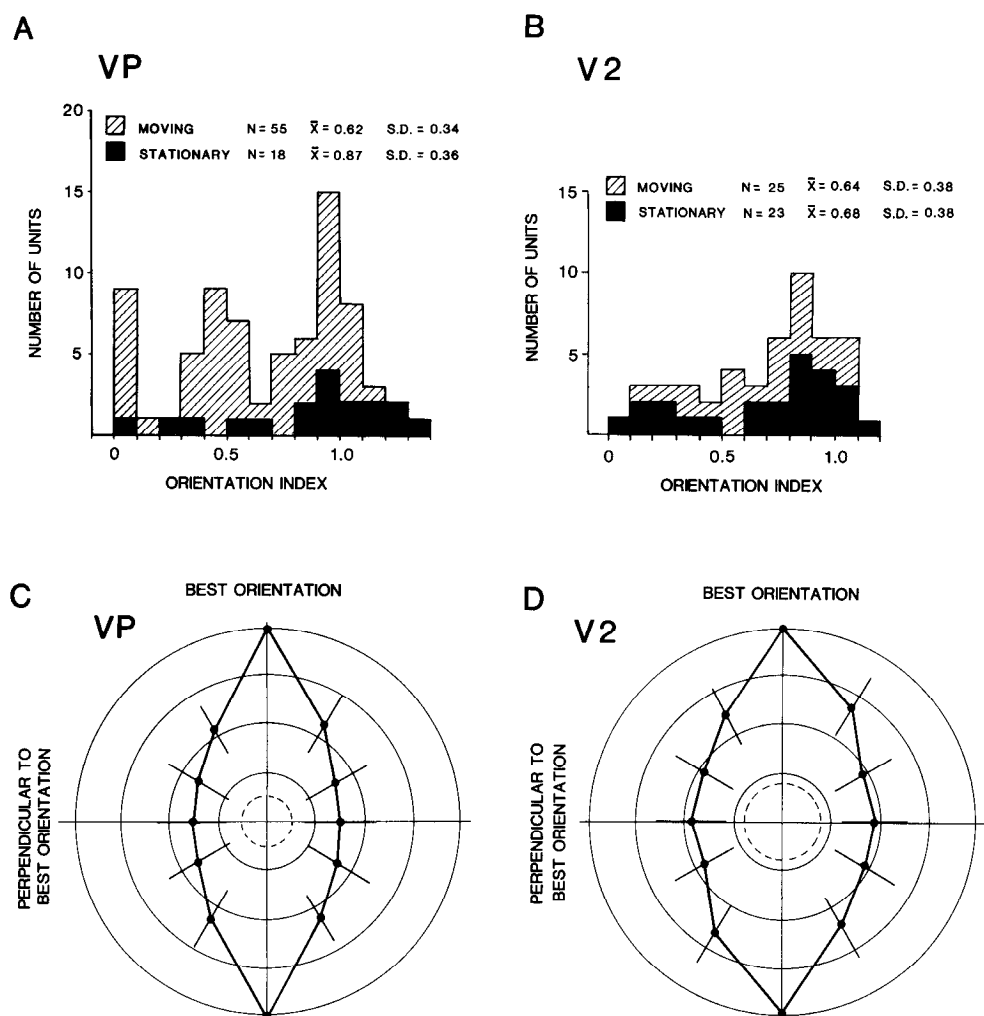 A
VP
20
MOVING N = 55 X̄ = 0.62 S.D. = 0.34
STATIONARY N = 18 X̄ = 0.87 S.D. = 0.36
15
10
5
NUMBER OF UNITS
0 0.5 1.0
ORIENTATION INDEX
B
V2
15
MOVING N = 25 X̄ = 0.64 S.D. = 0.38
STATIONARY N = 23 X̄ = 0.68 S.D. = 0.38
10
5
NUMBER OF UNITS
0 0.5 1.0
ORIENTATION INDEX
C
VP
BEST ORIENTATION
PERPENDICULAR TO
BEST ORIENTATION
D
V2
BEST ORIENTATION
PERPENDICULAR TO
BEST ORIENTATION